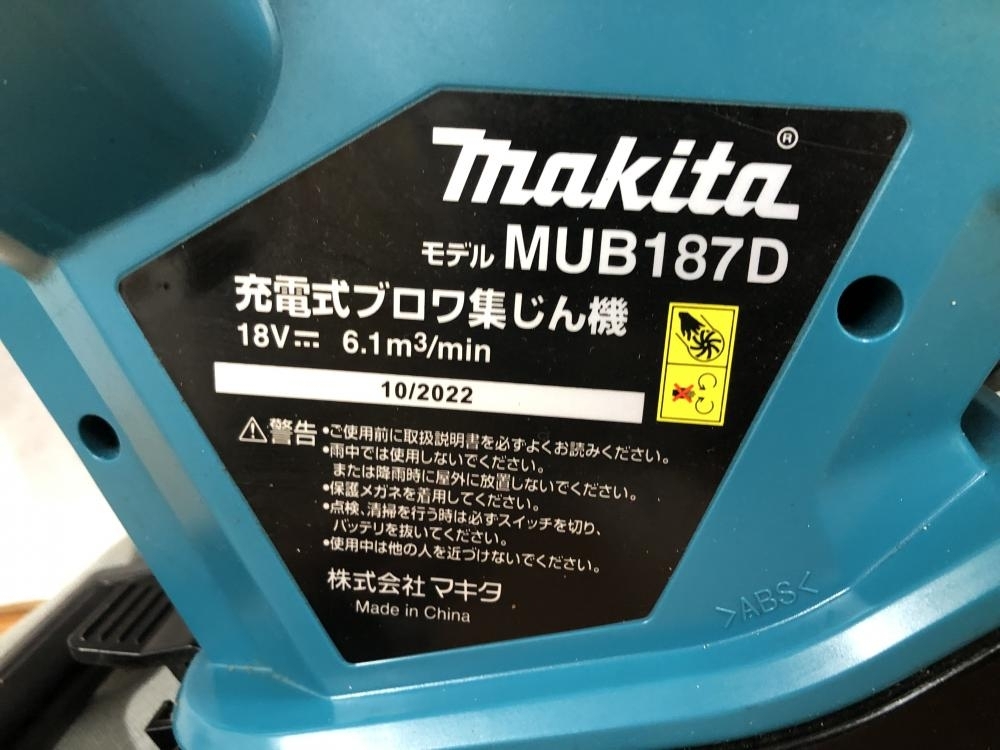 makita®
モデル MUB187D
充電式ブロワ集じん機
18V⎓ 6.1m³/min
10/2022
⚠警告 •ご使用前に取扱説明書を必ずよくお読みください。
•雨中では使用しないでください。
または降雨時に屋外に放置しないでください。
•保護メガネを着用してください。
•点検、清掃を行う時は必ずスイッチを切り、
バッテリを抜いてください。
•使用中は他の人を近づけないでください。
株式会社 マキタ
Made in China
>ABS<